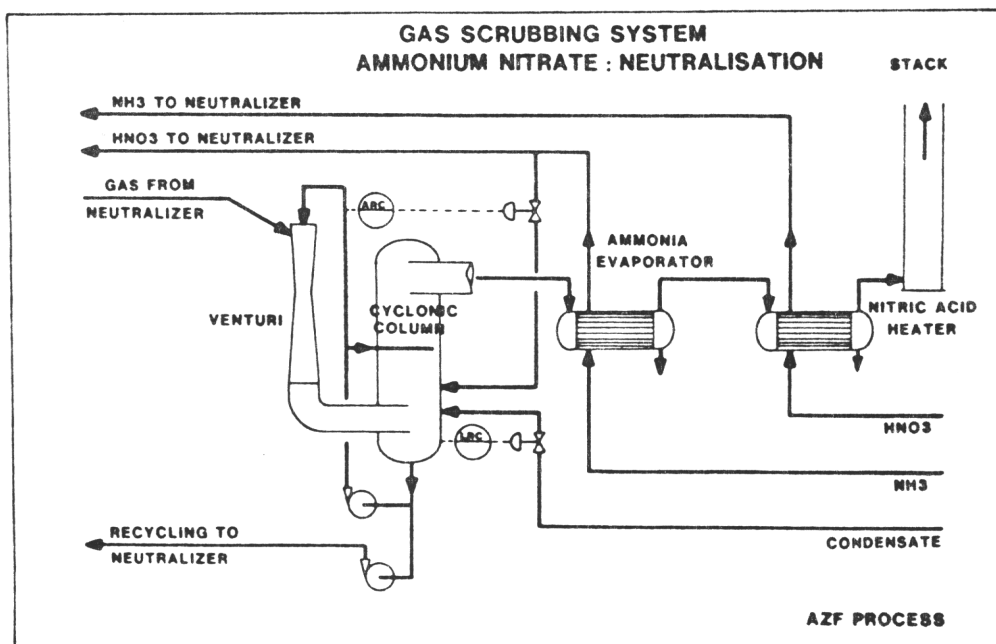 GAS SCRUBBING SYSTEM
AMMONIUM NITRATE : NEUTRALISATION
STACK
NH3 TO NEUTRALIZER
HNO3 TO NEUTRALIZER
GAS FROM
NEUTRALIZER
ARC
AMMONIA
EVAPORATOR
VENTURI
CYCLONIC
COLUMN
NITRIC ACID
HEATER
HNO3
LRC
NH3
RECYCLING TO
NEUTRALIZER
CONDENSATE
AZF PROCESS